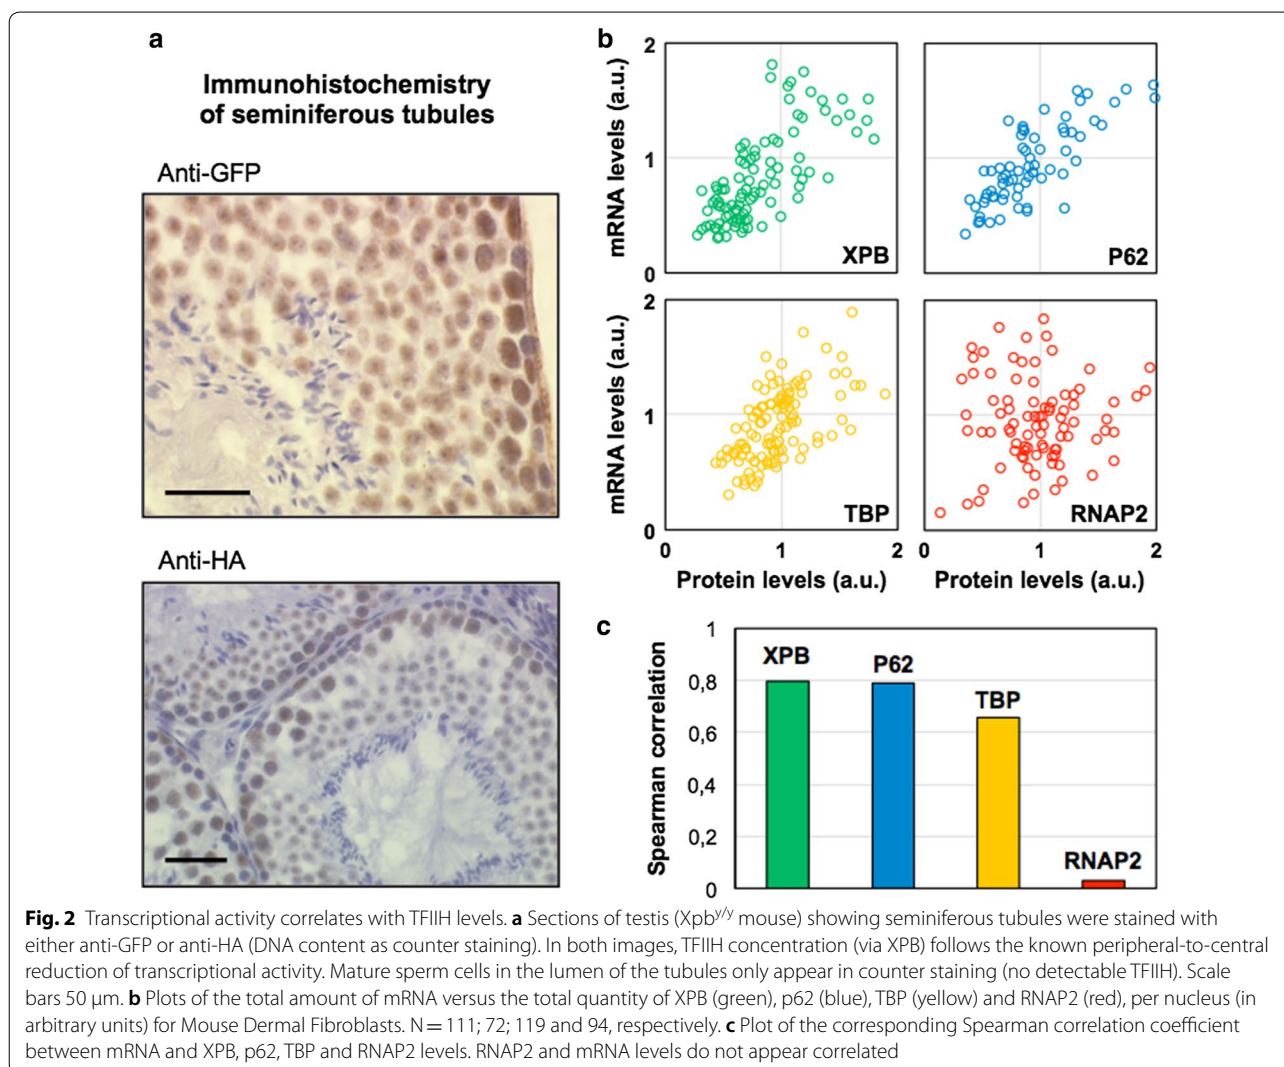 a
Immunohistochemistry
of seminiferous tubules
Anti-GFP
Anti-HA
b
mRNA levels (a.u.)
2
1
0
XPB
P62
mRNA levels (a.u.)
2
1
0
TBP
RNAP2
0 1 2
0 1 2
Protein levels (a.u.)
Protein levels (a.u.)
c
Spearman correlation
1
0,8
0,6
0,4
0,2
0
XPB
P62
TBP
RNAP2
Fig. 2 Transcriptional activity correlates with TFIIH levels. a Sections of testis (Xpb^y/y mouse) showing seminiferous tubules were stained with
either anti-GFP or anti-HA (DNA content as counter staining). In both images, TFIIH concentration (via XPB) follows the known peripheral-to-central
reduction of transcriptional activity. Mature sperm cells in the lumen of the tubules only appear in counter staining (no detectable TFIIH). Scale
bars 50 µm. b Plots of the total amount of mRNA versus the total quantity of XPB (green), p62 (blue), TBP (yellow) and RNAP2 (red), per nucleus (in
arbitrary units) for Mouse Dermal Fibroblasts. N = 111; 72; 119 and 94, respectively. c Plot of the corresponding Spearman correlation coefficient
between mRNA and XPB, p62, TBP and RNAP2 levels. RNAP2 and mRNA levels do not appear correlated